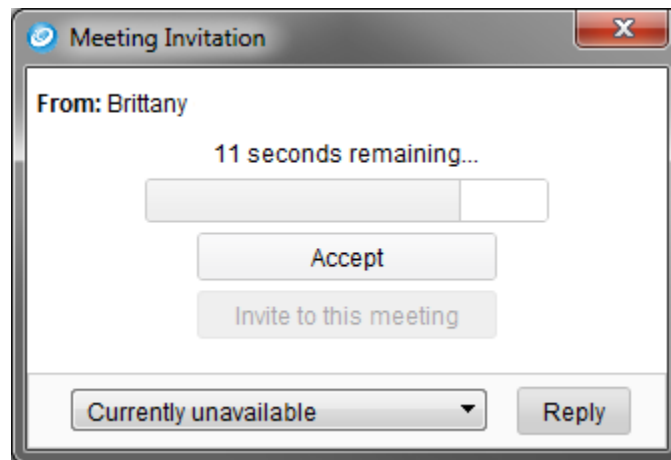 Meeting Invitation
From: Brittany
11 seconds remaining...
Accept
Invite to this meeting
Currently unavailable
Reply